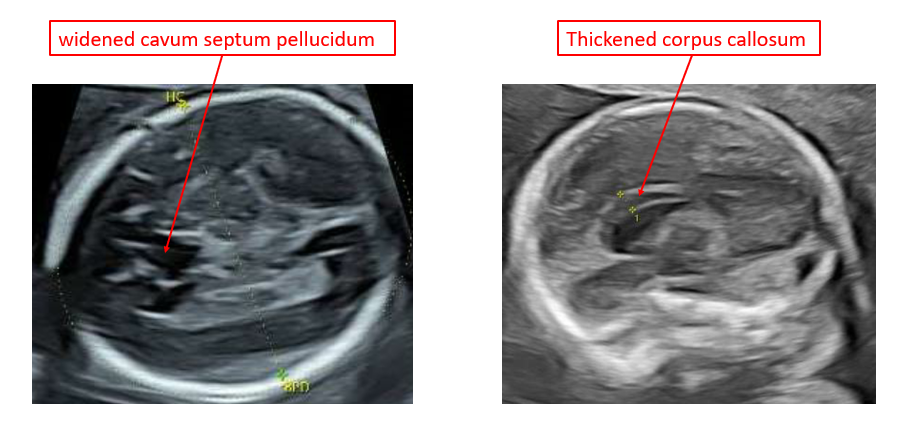 widened cavum septum pellucidum
Thickened corpus callosum
HC
BPD
1